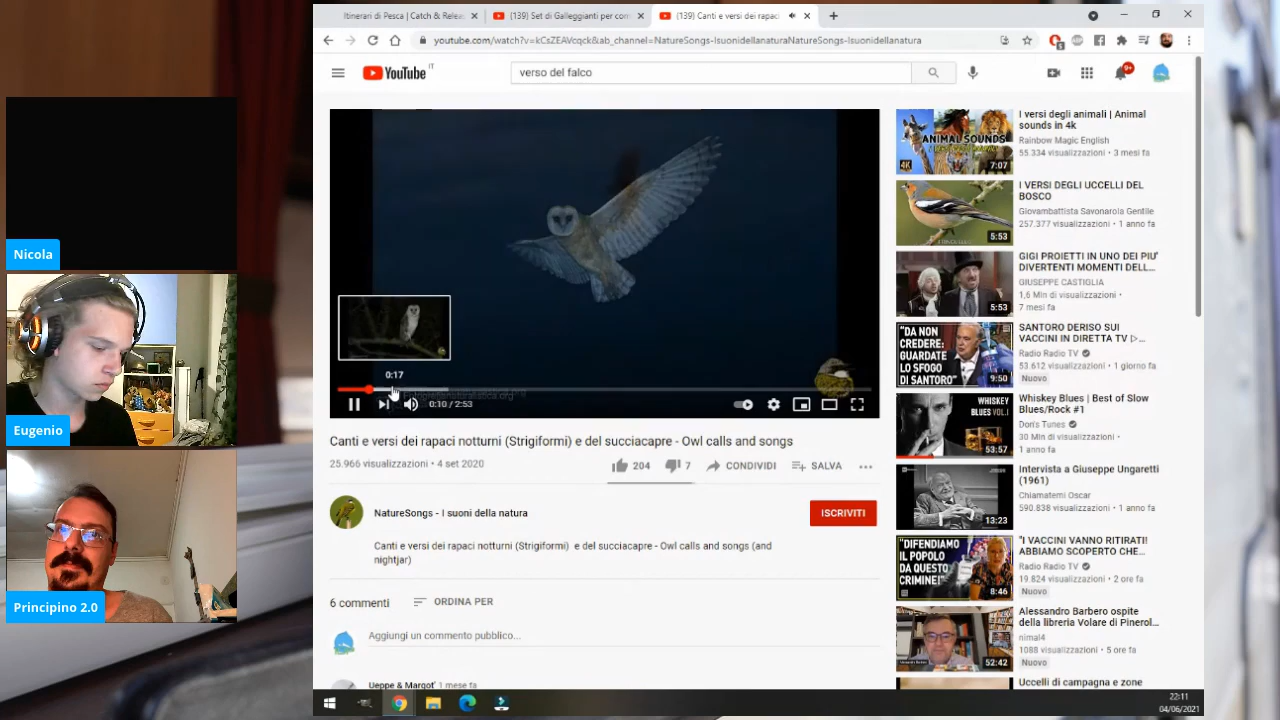 Itinerari di Pesca (Catch & Releas
(139) Set di Galleggianti per con
(139) Canti e versi dei rapaci
youtube.com/watch?v=kCsZEAVcqck&ab_channel=NatureSongs-IsuonidellanaturaNatureSongs-Isuonidellanatura
YouTube IT
verso del falco
9+
Nicola
Eugenio
Principino 2.0
0:17
0:10 / 2:53
Canti e versi dei rapaci notturni (Strigiformi) e del succiacapre - Owl calls and songs
25.966 visualizzazioni • 4 set 2020
204
7
CONDIVIDI
SALVA
NatureSongs - I suoni della natura
ISCRIVITI
Canti e versi dei rapaci notturni (Strigiformi) e del succiacapre - Owl calls and songs (and
nightjar)
6 commenti
ORDINA PER
Aggiungi un commento pubblico...
Ueppe & Margot' 1 mese fa
ANIMAL SOUNDS
4K
7:07
I versi degli animali | Animal
sounds in 4k
Rainbow Magic English
55.334 visualizzazioni • 3 mesi fa
5:53
I VERSI DEGLI UCCELLI DEL
BOSCO
Giovambattista Savonarola Gentile
257.377 visualizzazioni • 1 anno fa
5:53
GIGI PROIETTI IN UNO DEI PIU'
DIVERTENTI MOMENTI DELL...
GIUSEPPE CASTIGLIA
1,6 Mln di visualizzazioni •
7 mesi fa
"DA NON
CREDERE:
GUARDATE
LO SFOGO
DI SANTORO"
9:50
SANTORO DERISO SUI
VACCINI IN DIRETTA TV ▷...
Radio Radio TV
53.612 visualizzazioni • 1 giorno fa
Nuovo
WHISKEY
BLUES VOL.1
53:57
Whiskey Blues | Best of Slow
Blues/Rock #1
Don's Tunes
30 Mln di visualizzazioni •
1 anno fa
13:23
Intervista a Giuseppe Ungaretti
(1961)
Chiamatemi Oscar
590.838 visualizzazioni • 1 anno fa
"DIFENDIAMO
IL POPOLO
DA QUESTO
CRIMINE!"
8:46
"I VACCINI VANNO RITIRATI!
ABBIAMO SCOPERTO CHE...
Radio Radio TV
19.824 visualizzazioni • 2 ore fa
Nuovo
52:42
Alessandro Barbero ospite
della libreria Volare di Pinerol...
nimal4
1088 visualizzazioni • 5 ore fa
Nuovo
Uccelli di campagna e zone
22:11
04/06/2021